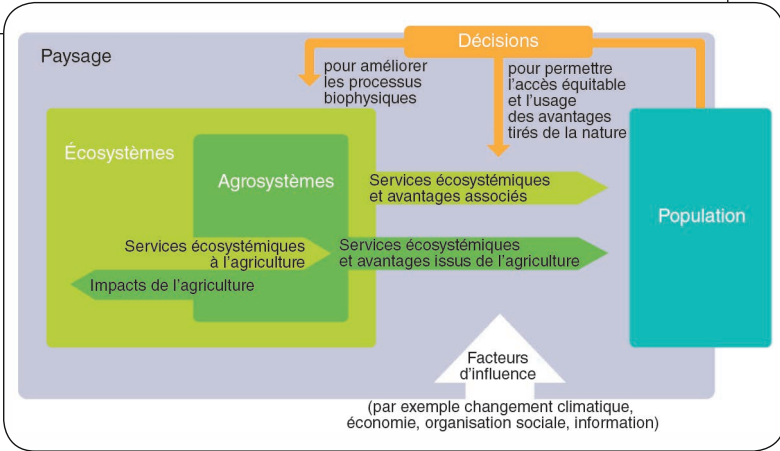 Décisions
Paysage
pour améliorer
les processus
biophysiques
pour permettre
l'accès équitable
et l'usage
des avantages
tirés de la nature
Écosystèmes
Agrosystèmes
Services écosystémiques
et avantages associés
Population
Services écosystémiques
à l'agriculture
Services écosystémiques
et avantages issus de l'agriculture
Impacts de l'agriculture
Facteurs
d'influence
(par exemple changement climatique,
économie, organisation sociale, information)